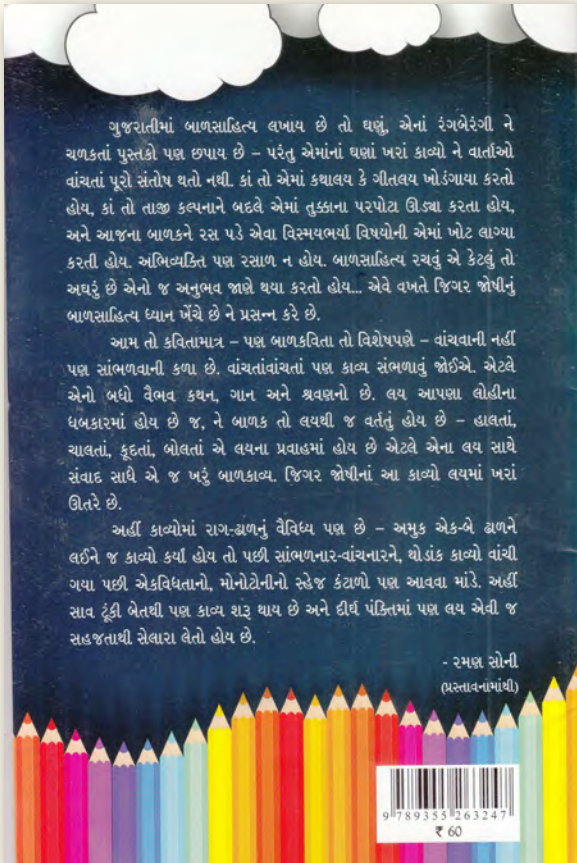 ગુજરાતીમાં બાળસાહિત્ય લખાય છે તો ઘણું, એનાં રંગબેરંગી ને
ચળકતાં પુસ્તકો પણ છપાય છે – પરંતુ એમાંનાં ઘણાં ખરાં કાવ્યો ને વાર્તાઓ
વાંચતાં પૂરો સંતોષ થતો નથી. કાં તો એમાં કથાલય કે ગીતલય ખોડંગાયા કરતો
હોય, કાં તો તાજી કલ્પનાને બદલે એમાં તુક્કાના પરપોટા ઊડ્યા કરતા હોય,
અને આજના બાળકને રસ પડે એવા વિસ્મયભર્યા વિષયોની એમાં ખોટ લાગ્યા
કરતી હોય. અભિવ્યક્તિ પણ રસાળ ન હોય. બાળસાહિત્ય રચવું એ કેટલું તો
અઘરું છે એનો જ અનુભવ જાણે થયા કરતો હોય... એવે વખતે જિગર જોષીનું
બાળસાહિત્ય ધ્યાન ખેંચે છે ને પ્રસન્ન કરે છે.
આમ તો કવિતામાત્ર – પણ બાળકવિતા તો વિશેષપણે – વાંચવાની નહીં
પણ સાંભળવાની કળા છે. વાંચતાંવાંચતાં પણ કાવ્ય સંભળાવું જોઈએ. એટલે
એનો બધો વૈભવ કથન, ગાન અને શ્રવણનો છે. લય આપણા લોહીના
ધબકારમાં હોય છે જ, ને બાળક તો લયથી જ વર્તતું હોય છે – હાલતાં,
ચાલતાં, કૂદતાં, બોલતાં એ લયના પ્રવાહમાં હોય છે એટલે એના લય સાથે
સંવાદ સાધે એ જ ખરું બાળકાવ્ય. જિગર જોષીનાં આ કાવ્યો લયમાં ખરાં
ઊતરે છે.
અહીં કાવ્યોમાં રાગ-ઢાળનું વૈવિધ્ય પણ છે – અમુક એક-બે ઢાળને
લઈને જ કાવ્યો કર્યાં હોય તો પછી સાંભળનાર-વાંચનારને, થોડાંક કાવ્યો વાંચી
ગયા પછી એકવિધતાનો, મોનોટોનીનો સ્હેજ કંટાળો પણ આવવા માંડે. અહીં
સાવ ટૂંકી બેતથી પણ કાવ્ય શરૂ થાય છે અને દીર્ઘ પંક્તિમાં પણ લય એવી જ
સહજતાથી સેલારા લેતો હોય છે.
- રમણ સોની
(પ્રસ્તાવનામાંથી)
9 789355 263247
₹ 60